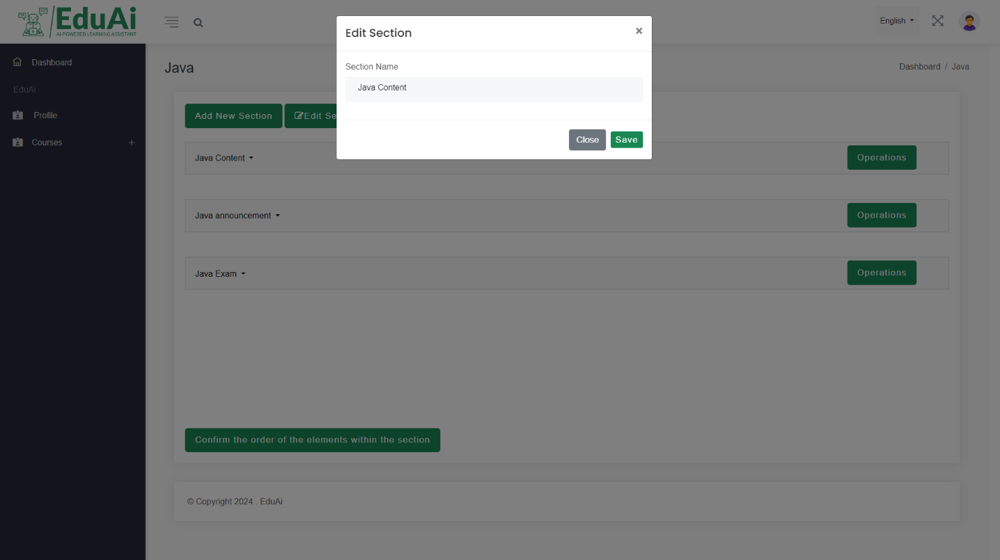 EduAi
AI-POWERED LEARNING ASSISTANT
English
Edit Section
×
Section Name
Java Content
Close
Save
Dashboard
EduAi
Profile
Courses
+
Java
Dashboard / Java
Add New Section
Edit Se
Java Content
Operations
Java announcement
Operations
Java Exam
Operations
Confirm the order of the elements within the section
© Copyright 2024 . EduAi